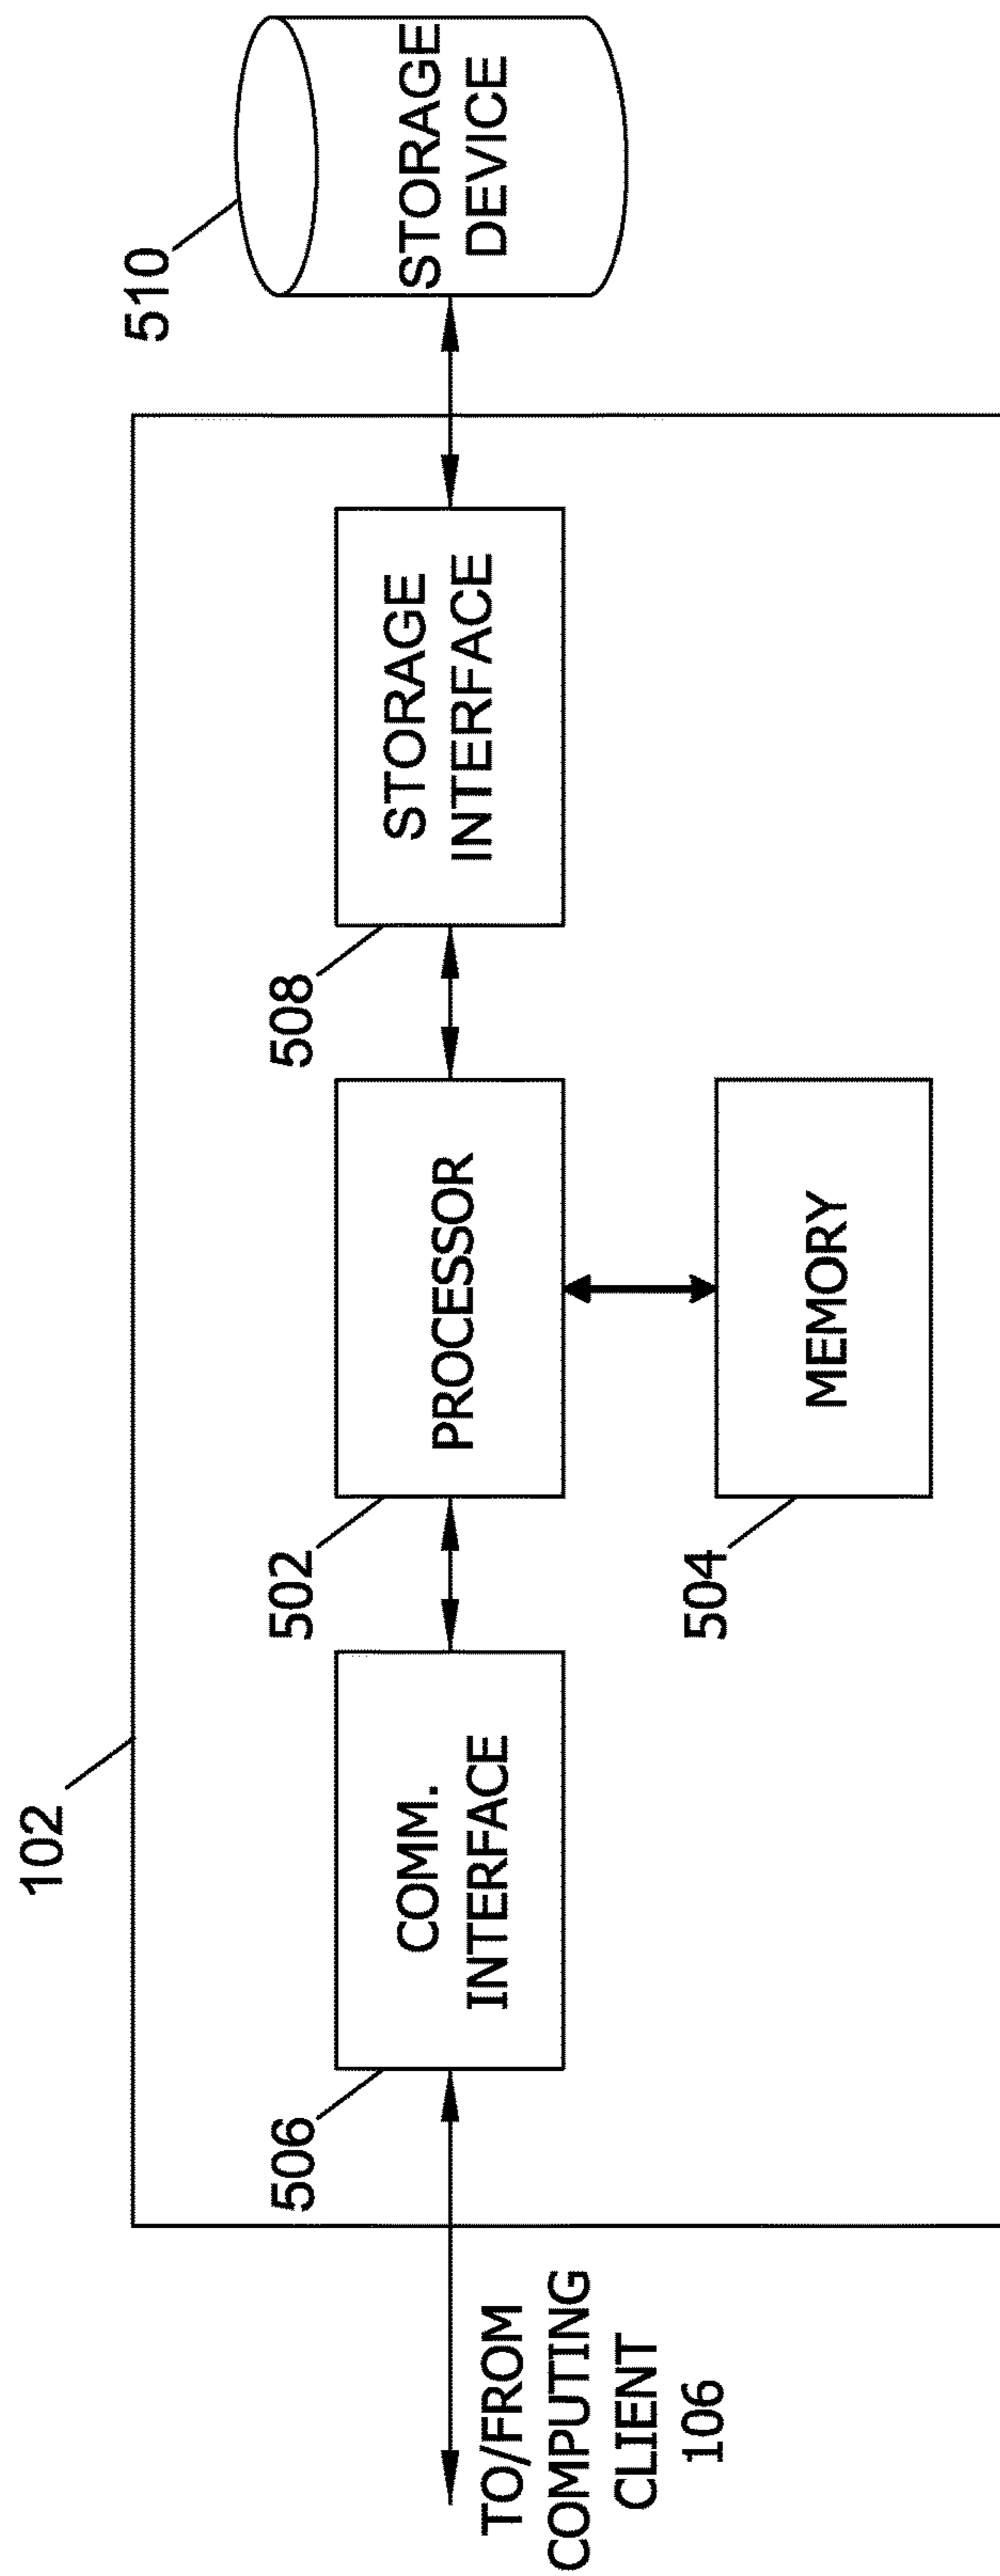 102
506
COMM.
INTERFACE
502
PROCESSOR
508
STORAGE
INTERFACE
510
STORAGE
DEVICE
504
MEMORY
TO/FROM
COMPUTING
CLIENT
106